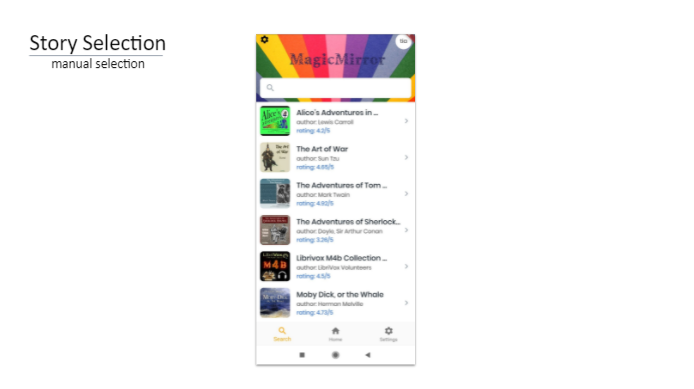 Story Selection
manual selection
MagicMirror
Alice's Adventures in ...
author: Lewis Carroll
rating: 4.2/5
The Art of War
author: Sun Tzu
rating: 4.65/5
The Adventures of Tom ...
author: Mark Twain
rating: 4.92/5
The Adventures of Sherlock...
author: Doyle, Sir Arthur Conan
rating: 3.26/5
M4B
Librivox M4b Collection ...
author: LibriVox Volunteers
rating: 4.5/5
Moby Dick, or the Whale
author: Herman Melville
rating: 4.73/5
Search Home Settings